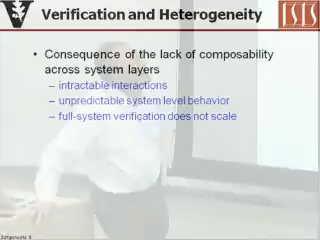 Verification and Heterogeneity
ISIS
• Consequence of the lack of composability
across system layers
– intractable interactions
– unpredictable system level behavior
– full-system verification does not scale